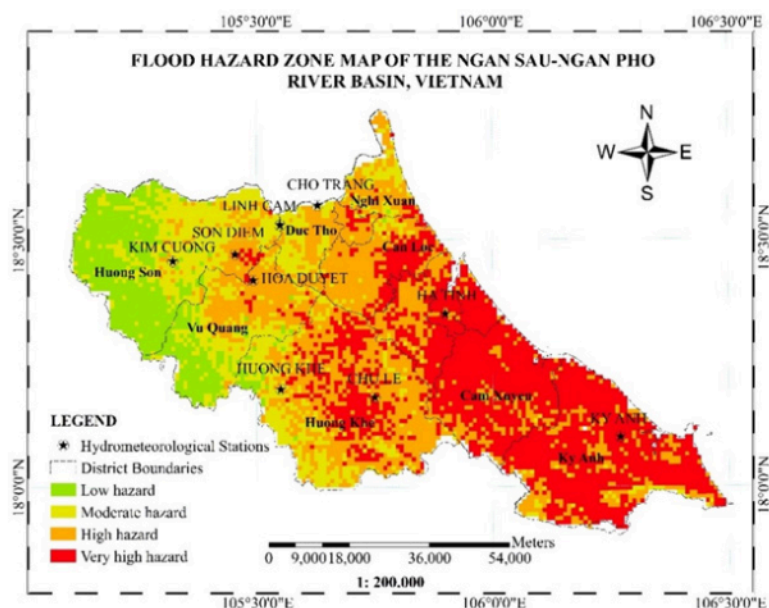 105°30'0"E 106°00'0"E 106°30'0"E
FLOOD HAZARD ZONE MAP OF THE NGAN SAU-NGAN PHO
RIVER BASIN, VIETNAM
N
W E
S
CHO TRANG
LINH CAM
Nghi Xuan
18°30'0"N
18°30'0"N
SON DIEM
Duc Tho
KIM CUONG
Can Loc
Huong Son
HOA DUYET
HA TINH
Vu Quang
HUONG KHE
CHU LE
Cam Xuyen
LEGEND
Huong Khe
KY ANH
Hydrometeorological Stations
Ky Anh
District Boundaries
18°0'0"N
18°0'0"N
Low hazard
Moderate hazard
High hazard
Very high hazard
Meters
0 9,000 18,000 36,000 54,000
1: 200.000
105°30'0"E 106°00'0"E 106°30'0"E